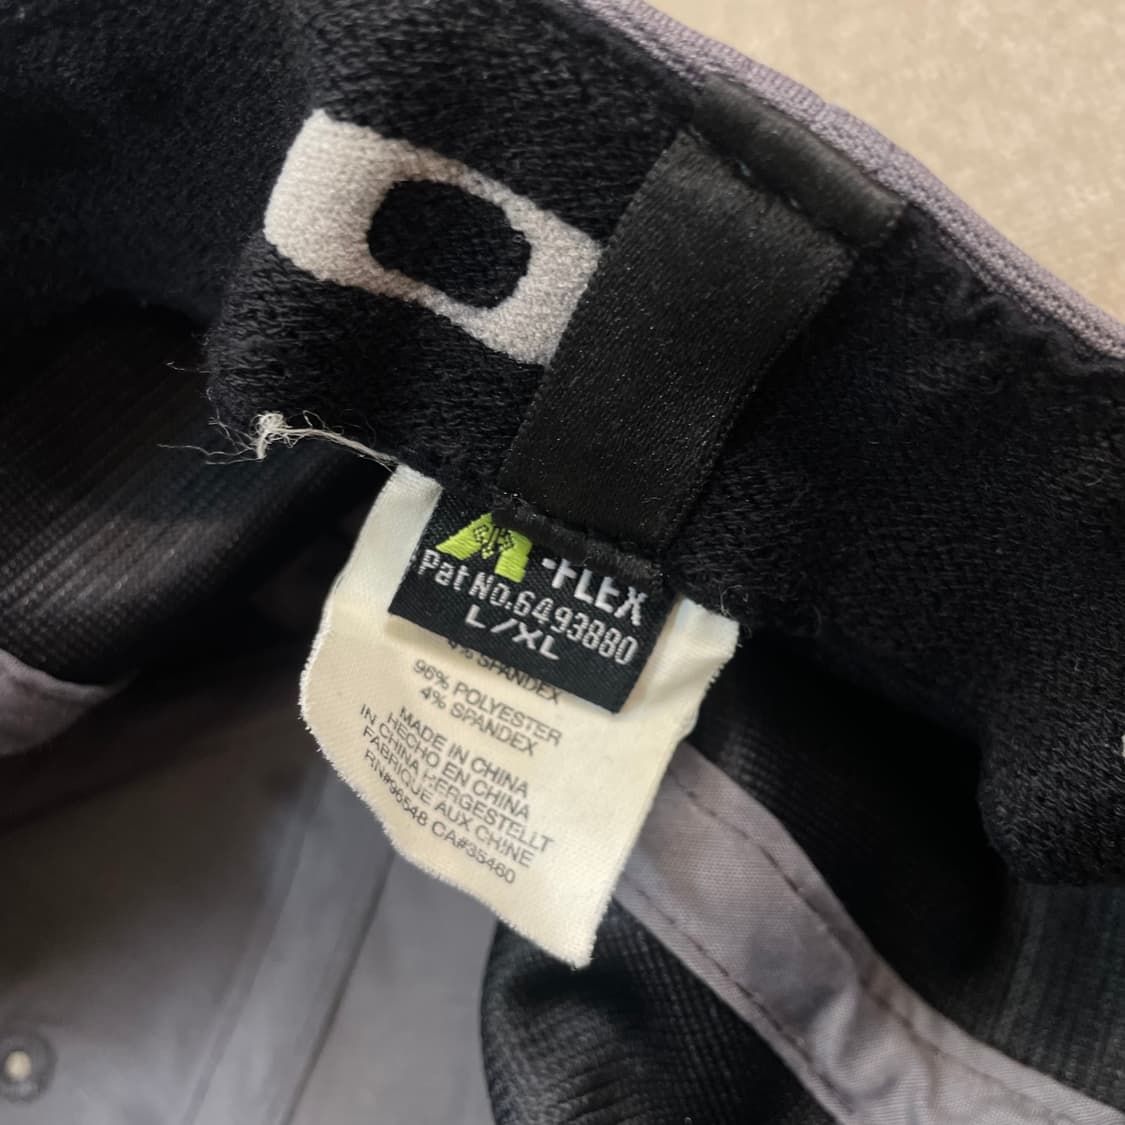 -FLEX
Pat No.6493880
L/XL
4% SPANDEX
96% POLYESTER
4% SPANDEX
MADE IN CHINA
HECHO EN CHINA
IN CHINA HERGESTELLT
FABRIQUE AUX CHINE
RN#96548 CA#35460